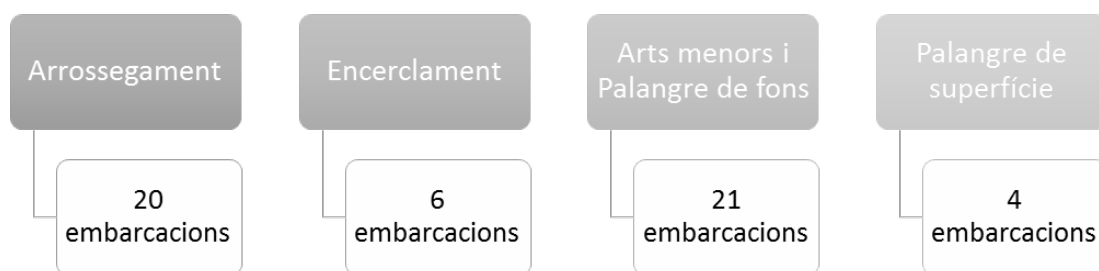 Arrossegament
20
embarcacions
Encerclament
6
embarcacions
Arts menors i
Palangre de fons
21
embarcacions
Palangre de
superfície
4
embarcacions